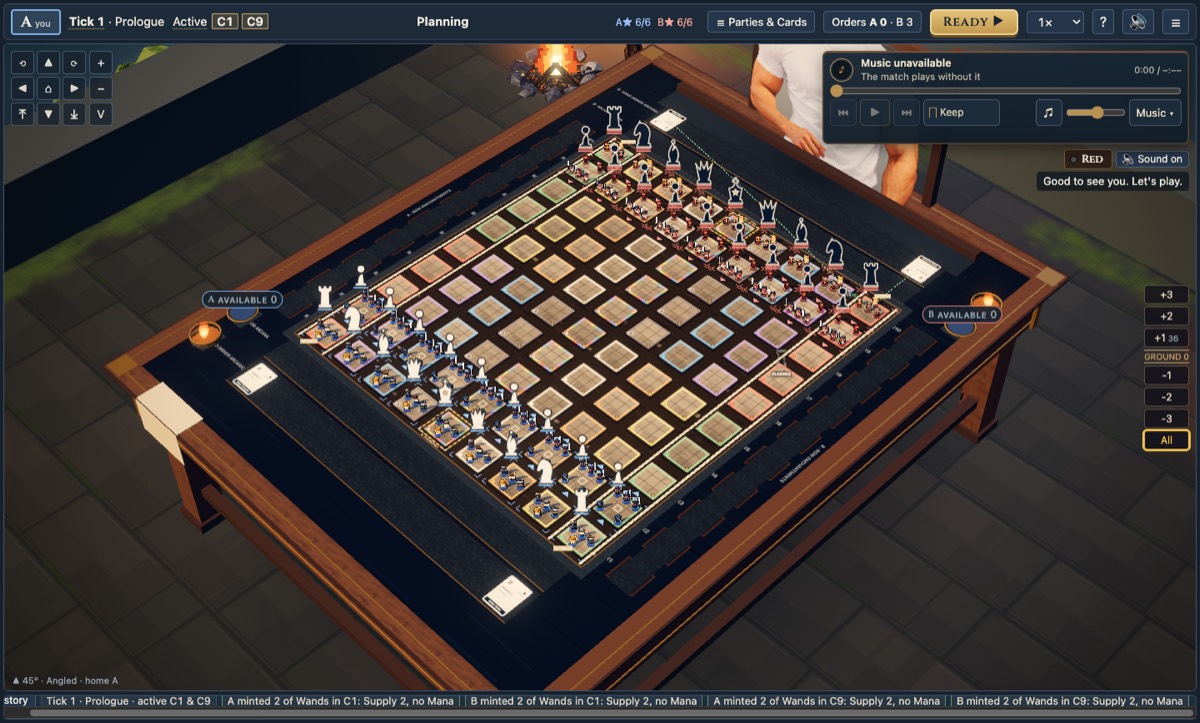 A you
Tick 1 · Prologue Active C1 C9
Planning
A★ 6/6 B★ 6/6
≡ Parties & Cards
Orders A 0 · B 3
READY ▶
1×
?
Music unavailable
The match plays without it
0:00 / –:––
Keep
Music
V
RED
Sound on
Good to see you. Let's play.
A AVAILABLE 0
B AVAILABLE 0
+3
+2
+1 36
GROUND 0
−1
−2
−3
All
▲ 45° · Angled · home A
story
Tick 1 · Prologue · active C1 & C9
A minted 2 of Wands in C1: Supply 2, no Mana
B minted 2 of Wands in C1: Supply 2, no Mana
A minted 2 of Wands in C9: Supply 2, no Mana
B minted 2 of Wands in C9: Supply 2, no Mana